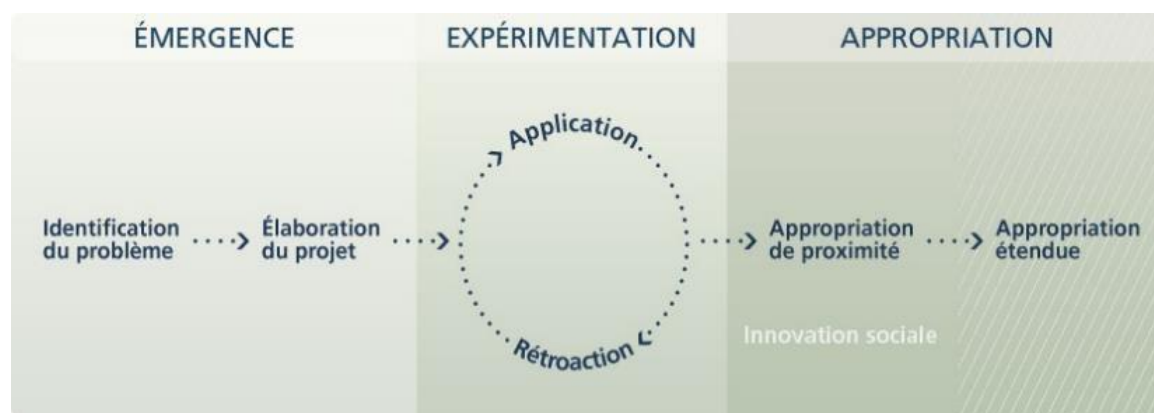 ÉMERGENCE
EXPÉRIMENTATION
APPROPRIATION
Application
Identification
du problème
Élaboration
du projet
Appropriation
de proximité
Appropriation
étendue
Innovation sociale
Rétroaction